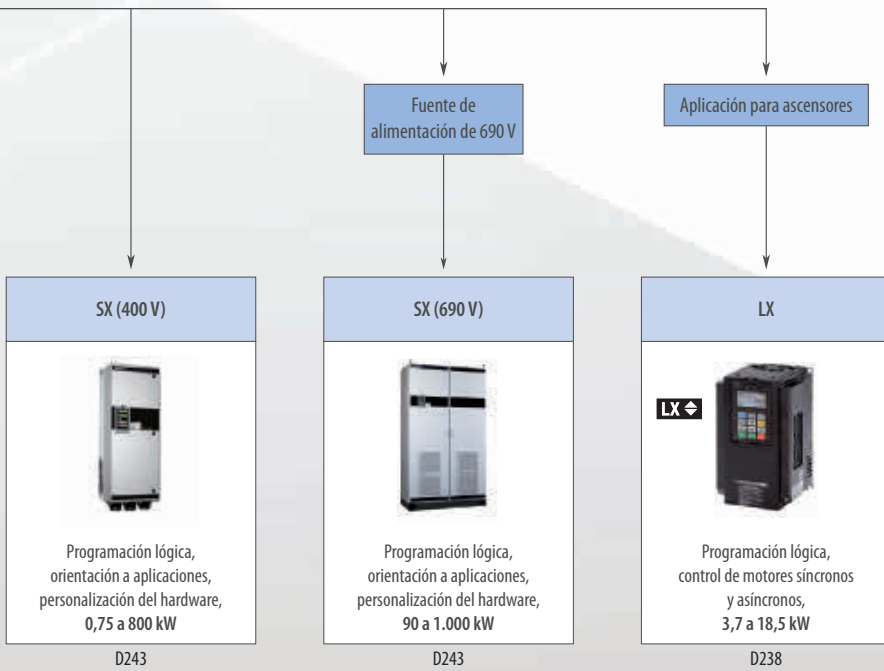 Fuente de
alimentación de 690 V
Aplicación para ascensores
SX (400 V)
Programación lógica,
orientación a aplicaciones,
personalización del hardware,
0,75 a 800 kW
D243
SX (690 V)
Programación lógica,
orientación a aplicaciones,
personalización del hardware,
90 a 1.000 kW
D243
LX
LX
Programación lógica,
control de motores síncronos
y asíncronos,
3,7 a 18,5 kW
D238